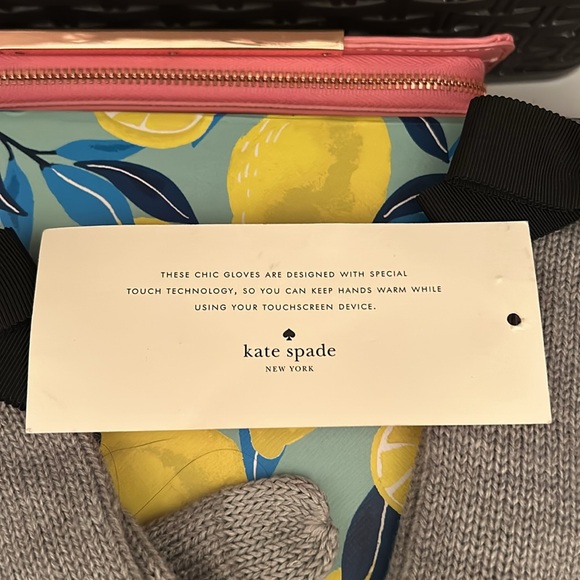 THESE CHIC GLOVES ARE DESIGNED WITH SPECIAL
TOUCH TECHNOLOGY, SO YOU CAN KEEP HANDS WARM WHILE
USING YOUR TOUCHSCREEN DEVICE.
kate spade
NEW YORK